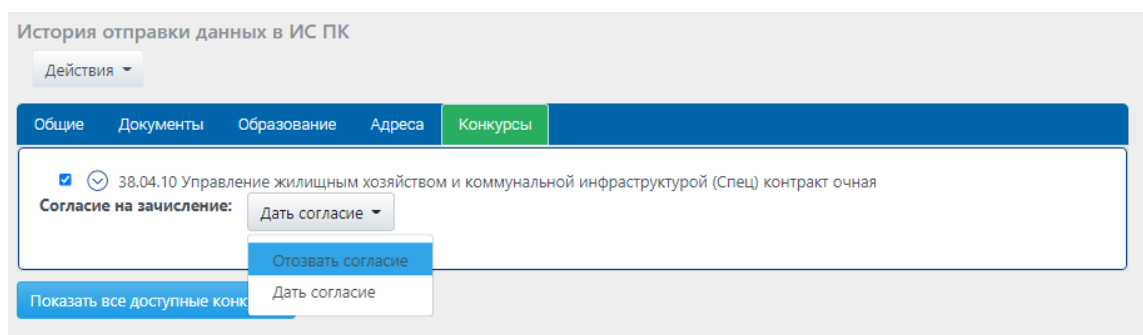 История отправки данных в ИС ПК
Действия
Общие Документы Образование Адреса Конкурсы
38.04.10 Управление жилищным хозяйством и коммунальной инфраструктурой (Спец) контракт очная
Согласие на зачисление: Дать согласие
Отозвать согласие
Дать согласие
Показать все доступные конк